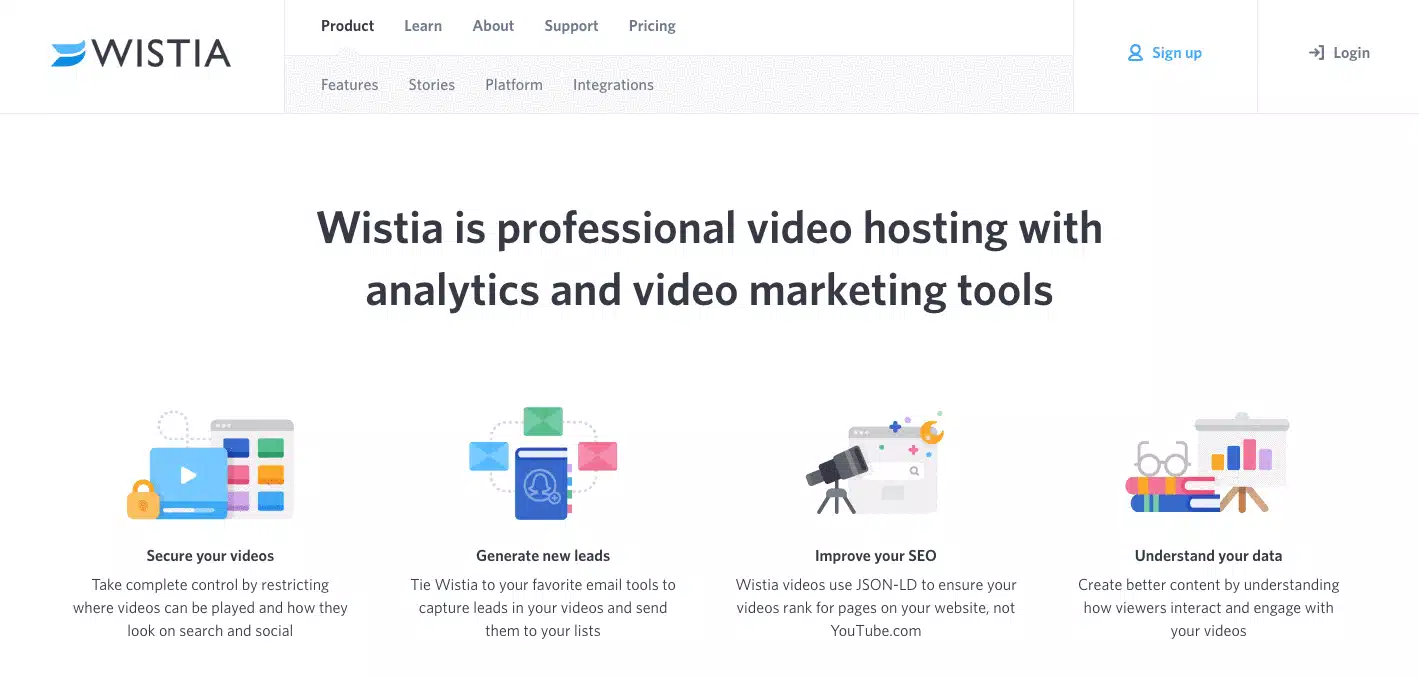 WISTIA
Product Learn About Support Pricing
Sign up
Login
Features Stories Platform Integrations
Wistia is professional video hosting with
analytics and video marketing tools
Secure your videos
Take complete control by restricting
where videos can be played and how they
look on search and social
Generate new leads
Tie Wistia to your favorite email tools to
capture leads in your videos and send
them to your lists
Improve your SEO
Wistia videos use JSON-LD to ensure your
videos rank for pages on your website, not
YouTube.com
Understand your data
Create better content by understanding
how viewers interact and engage with
your videos